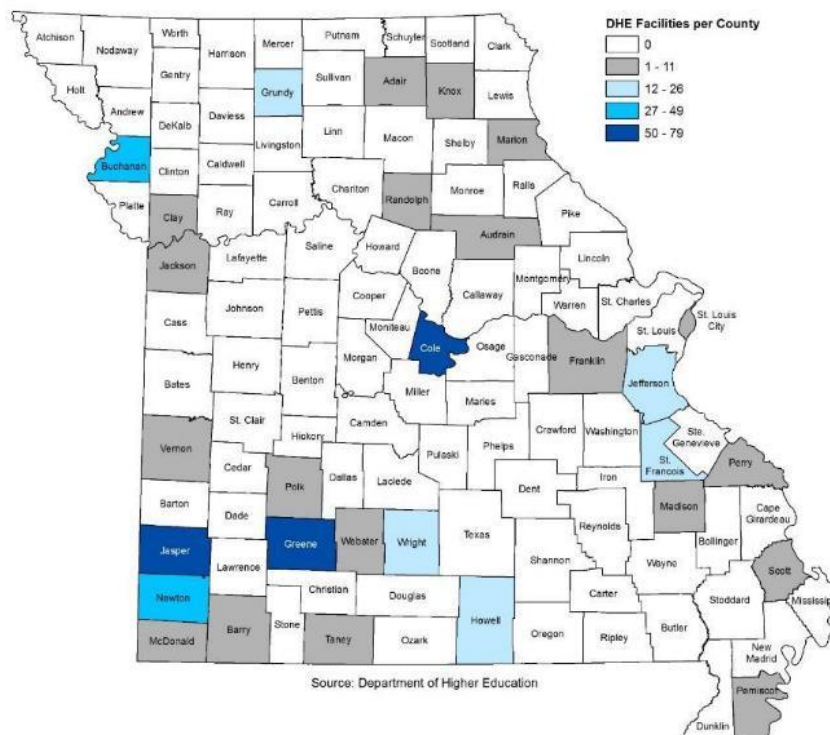 DHE Facilities per County
0
1 - 11
12 - 26
27 - 49
50 - 79
Atchison
Nodaway
Worth
Harrison
Mercer
Putnam
Schuyler
Scotland
Clark
Holt
Andrew
Gentry
DeKalb
Daviess
Grundy
Sullivan
Adair
Knox
Lewis
Buchanan
Clinton
Caldwell
Livingston
Linn
Macon
Shelby
Marion
Platte
Clay
Ray
Carroll
Chariton
Randolph
Monroe
Ralls
Audrain
Pike
Jackson
Lafayette
Saline
Howard
Boone
Callaway
Montgomery
Lincoln
Warren
St. Charles
St. Louis
St. Louis
City
Cass
Johnson
Pettis
Cooper
Moniteau
Cole
Osage
Gasconade
Franklin
Jefferson
Bates
Henry
Benton
Morgan
Miller
Maries
St. Clair
Hickory
Camden
Pulaski
Phelps
Crawford
Washington
St.
Francois
Ste.
Genevieve
Perry
Vernon
Cedar
Polk
Dallas
Laclede
Dent
Iron
Madison
Cape
Girardeau
Barton
Dade
Jasper
Lawrence
Greene
Webster
Wright
Texas
Shannon
Reynolds
Wayne
Bollinger
Scott
Newton
Christian
Douglas
Howell
Carter
Stoddard
Mississippi
McDonald
Barry
Stone
Taney
Ozark
Oregon
Ripley
Butler
New
Madrid
Pemiscot
Dunklin
Source: Department of Higher Education